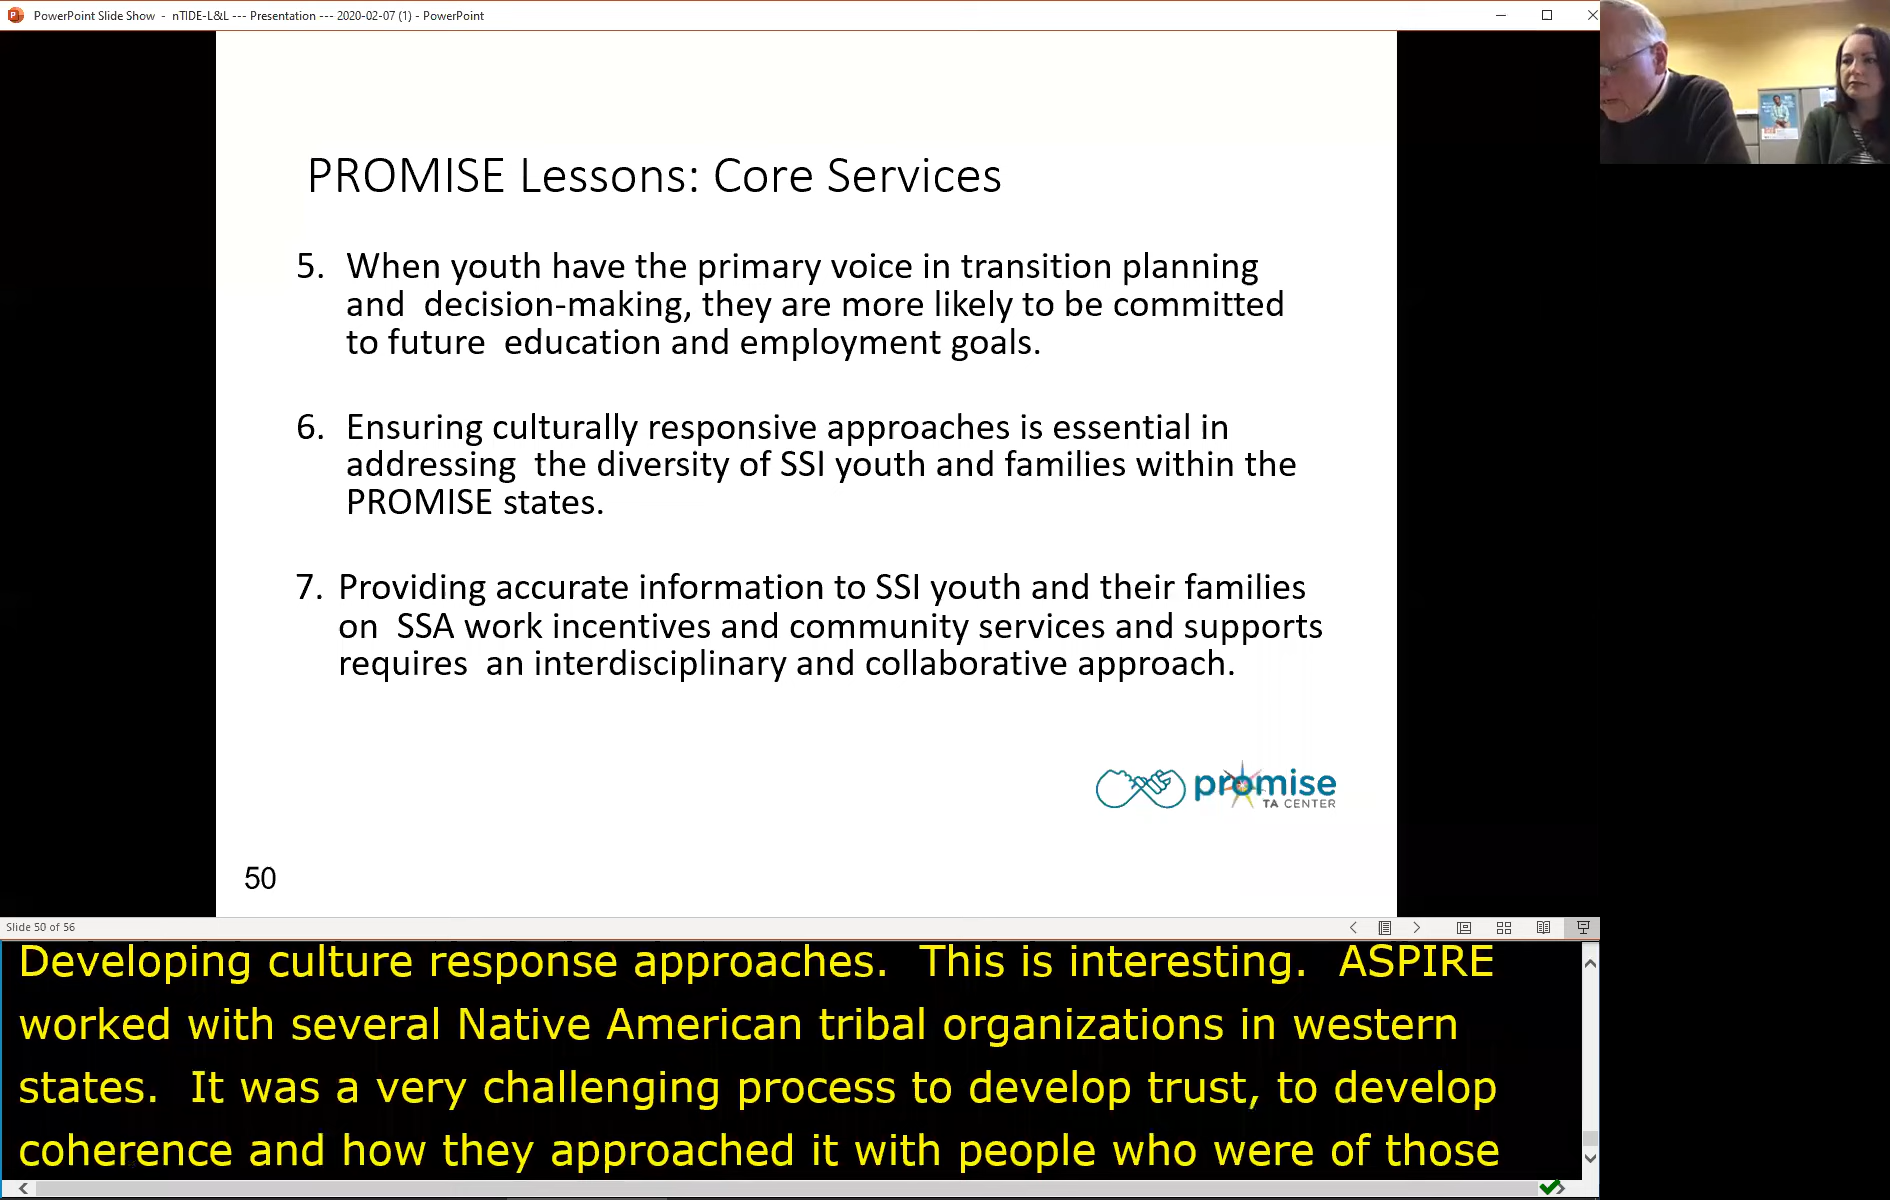 PowerPoint Slide Show - nTIDE-L&L --- Presentation --- 2020-02-07 (1) - PowerPoint
PROMISE Lessons: Core Services
5. When youth have the primary voice in transition planning
and decision-making, they are more likely to be committed
to future education and employment goals.
6. Ensuring culturally responsive approaches is essential in
addressing the diversity of SSI youth and families within the
PROMISE states.
7. Providing accurate information to SSI youth and their families
on SSA work incentives and community services and supports
requires an interdisciplinary and collaborative approach.
promise
TA CENTER
50
Slide 50 of 56
Developing culture response approaches. This is interesting. ASPIRE
worked with several Native American tribal organizations in western
states. It was a very challenging process to develop trust, to develop
coherence and how they approached it with people who were of those